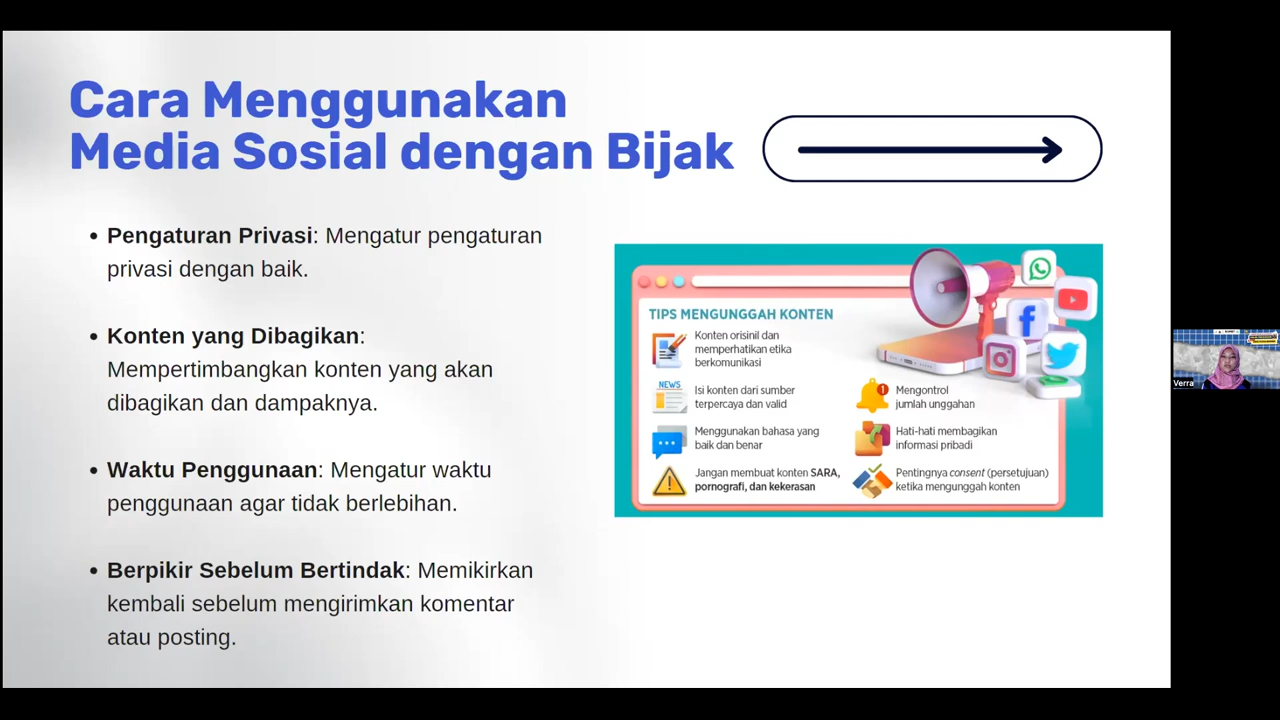 Cara Menggunakan
Media Sosial dengan Bijak
• Pengaturan Privasi: Mengatur pengaturan
privasi dengan baik.
• Konten yang Dibagikan:
Mempertimbangkan konten yang akan
dibagikan dan dampaknya.
• Waktu Penggunaan: Mengatur waktu
penggunaan agar tidak berlebihan.
• Berpikir Sebelum Bertindak: Memikirkan
kembali sebelum mengirimkan komentar
atau posting.
TIPS MENGUNGGAH KONTEN
Konten orisinil dan
memperhatikan etika
berkomunikasi
NEWS
Isi konten dari sumber
terpercaya dan valid
Menggunakan bahasa yang
baik dan benar
Jangan membuat konten SARA,
pornografi, dan kekerasan
1
Mengontrol
jumlah unggahan
Hati-hati membagikan
informasi pribadi
Pentingnya consent (persetujuan)
ketika mengunggah konten
Verra